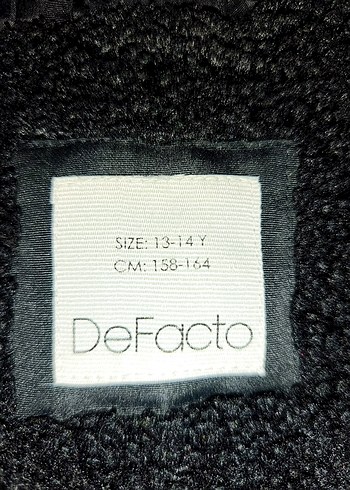 SIZE: 13-14 Y
CM: 158-164
DeFacto